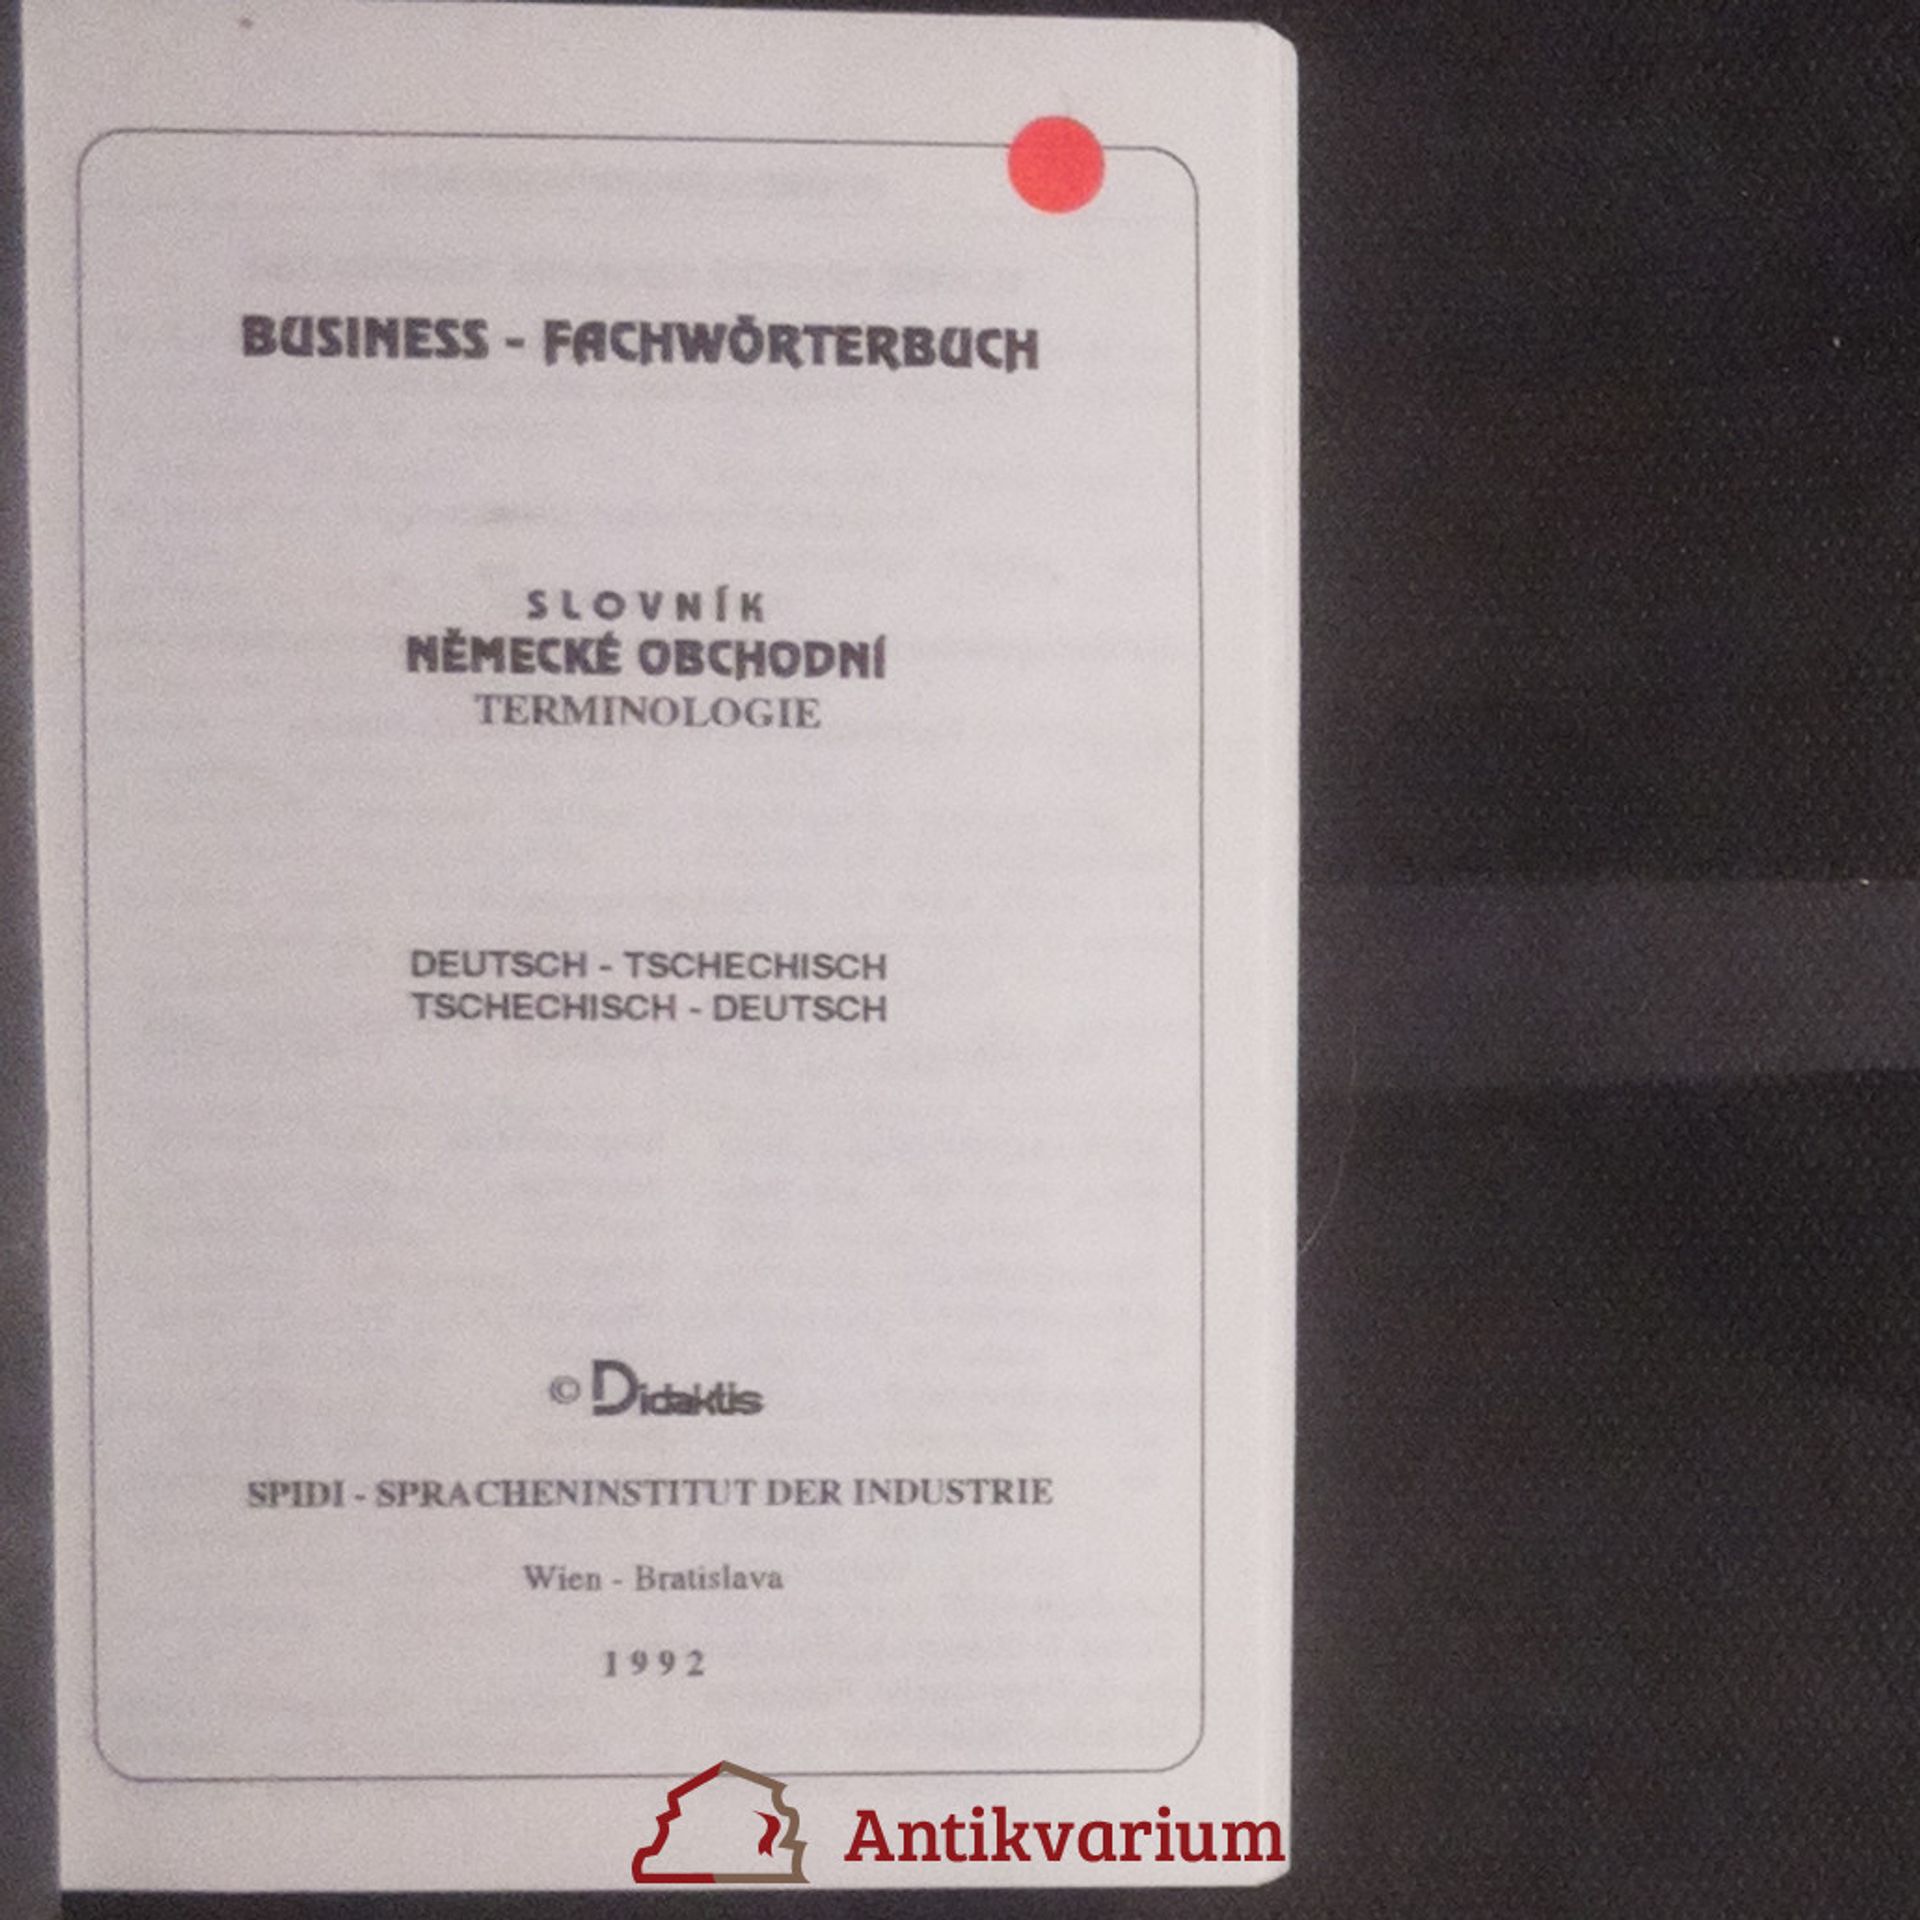 BUSINESS - FACHWÖRTERBUCH
SLOVNÍK
NĚMECKÉ OBCHODNÍ
TERMINOLOGIE
DEUTSCH - TSCHECHISCH
TSCHECHISCH - DEUTSCH
© Didaktis
SPIDI - SPRACHENINSTITUT DER INDUSTRIE
Wien - Bratislava
1992
Antikvarium